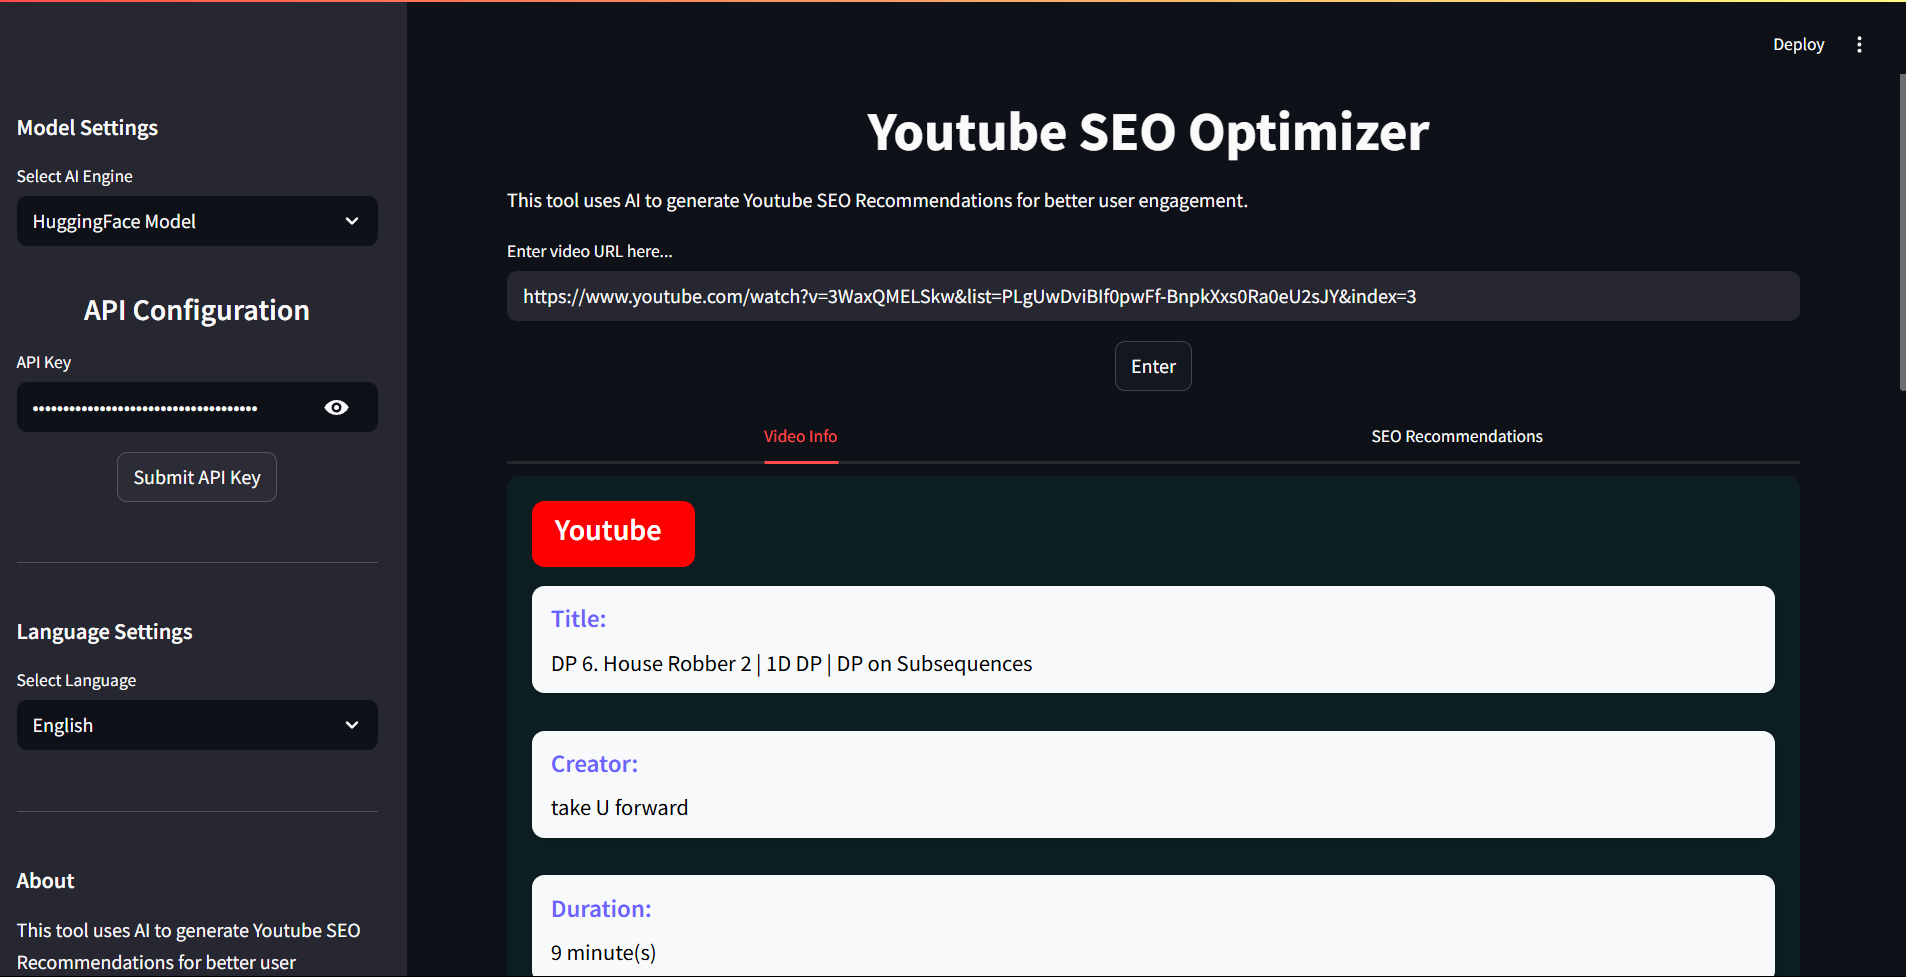 Deploy
Model Settings
Select AI Engine
HuggingFace Model
API Configuration
API Key
Submit API Key
Language Settings
Select Language
English
About
This tool uses AI to generate Youtube SEO
Recommendations for better user
Youtube SEO Optimizer
This tool uses AI to generate Youtube SEO Recommendations for better user engagement.
Enter video URL here...
https://www.youtube.com/watch?v=3WaxQMELSkw&list=PLgUwDviBIf0pwFf-BnpkXxs0Ra0eU2sJY&index=3
Enter
Video Info
SEO Recommendations
Youtube
Title:
DP 6. House Robber 2 | 1D DP | DP on Subsequences
Creator:
take U forward
Duration:
9 minute(s)